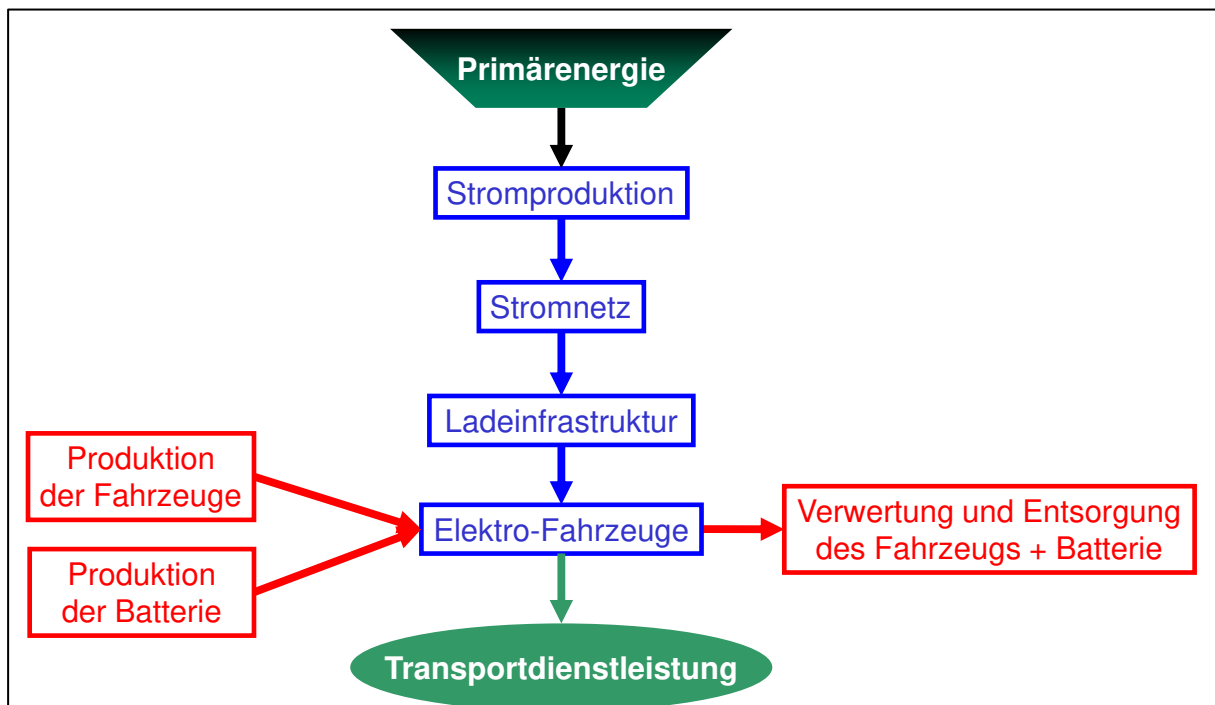 Primärenergie
Stromproduktion
Stromnetz
Ladeinfrastruktur
Produktion
der Fahrzeuge
Elektro-Fahrzeuge
Verwertung und Entsorgung
des Fahrzeugs + Batterie
Produktion
der Batterie
Transportdienstleistung